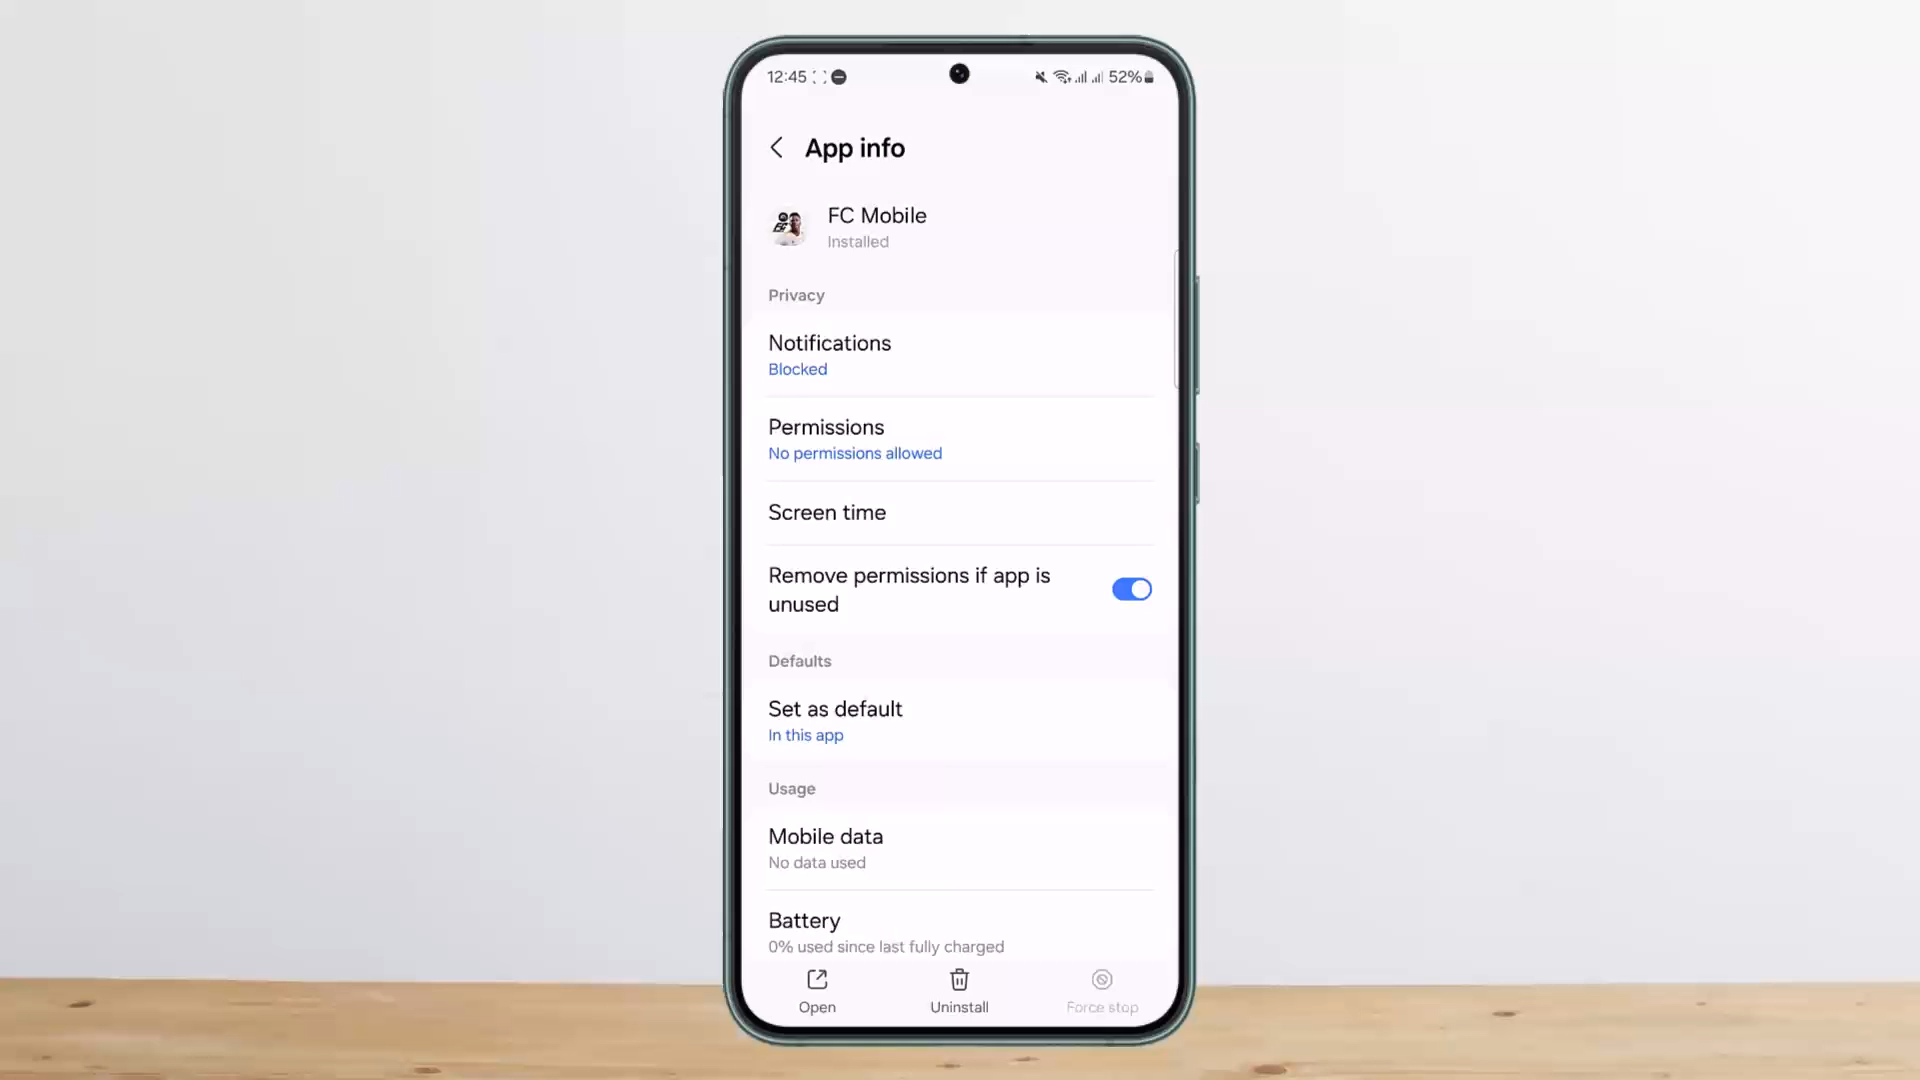 12:45
52%
App info
FC Mobile
Installed
Privacy
Notifications
Blocked
Permissions
No permissions allowed
Screen time
Remove permissions if app is
unused
Defaults
Set as default
In this app
Usage
Mobile data
No data used
Battery
0% used since last fully charged
Open
Uninstall
Force stop